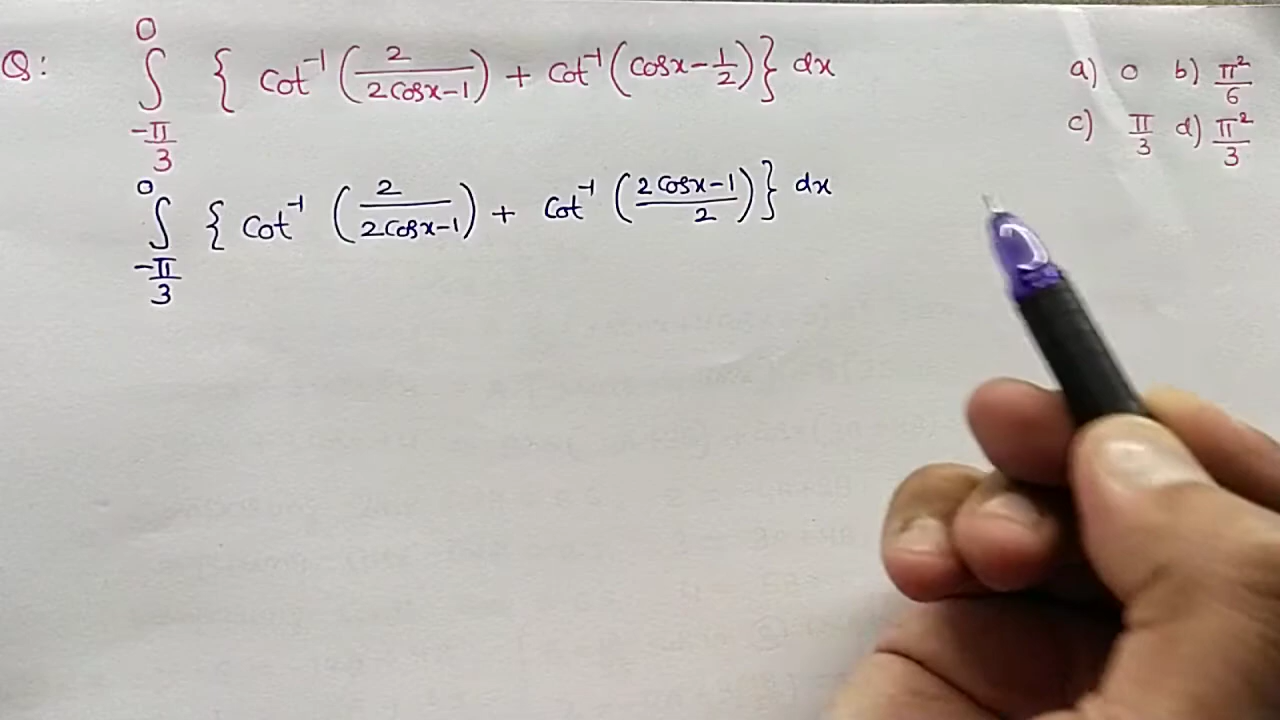 Q: ∫_{-π/3}^{0} { cot⁻¹(2/(2cosx-1)) + cot⁻¹(cosx-1/2)} dx
a) 0 b) π²/6
c) π/3 d) π²/3
∫_{-π/3}^{0} { cot⁻¹(2/(2cosx-1)) + cot⁻¹((2cosx-1)/2)} dx